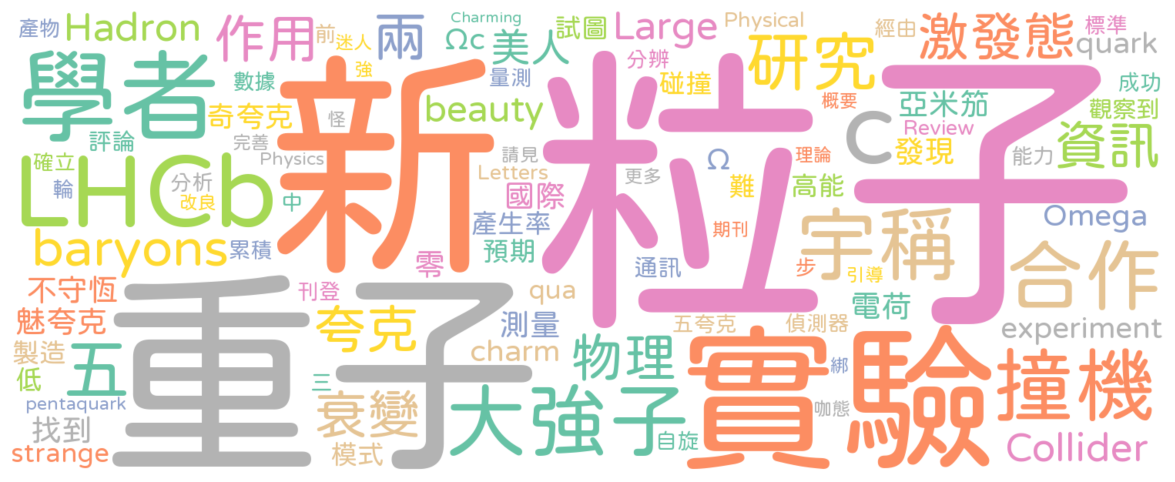 產物
Hadron
作用
前
迷人
強
兩
Charming
Ωc
美人
試圖
Large
Physical
經由
激發態
標準
quark
學者
數據
奇夸克
怪
新
量測
beauty
粒子
分辨
碰撞
研究
概要
亞米茄
成功
觀察到
Review
C
發現
資訊
評論
完善
Physics
請見
Letters
更多
Ω
理論
能力
確立
輪
LHCb
分析
改良
中
國際
難
高能
產生率
期刊
宇稱
Omega
baryons
累積
預期
零
通訊
步
引導
合作
不守恆
重子
刊登
qua
電荷
魅夸克
夸克
測量
五夸克
偵測器
experiment
製造
五
charm
物理
實驗
撞機
低
三
大強子
綁
pentaquark
衰變
咖態
找到
strange
模式
自旋
Collider